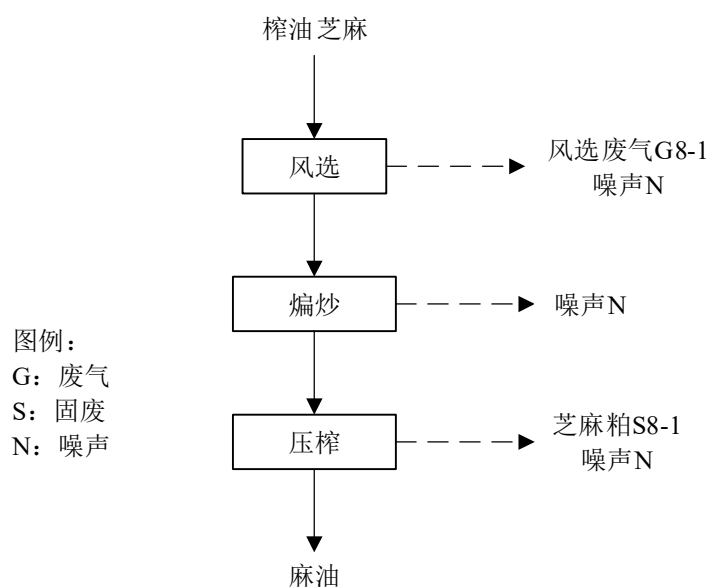 榨油芝麻
风选
风选废气G8-1
噪声N
煸炒
噪声N
图例：
G：废气
S：固废
N：噪声
压榨
芝麻粕S8-1
噪声N
麻油